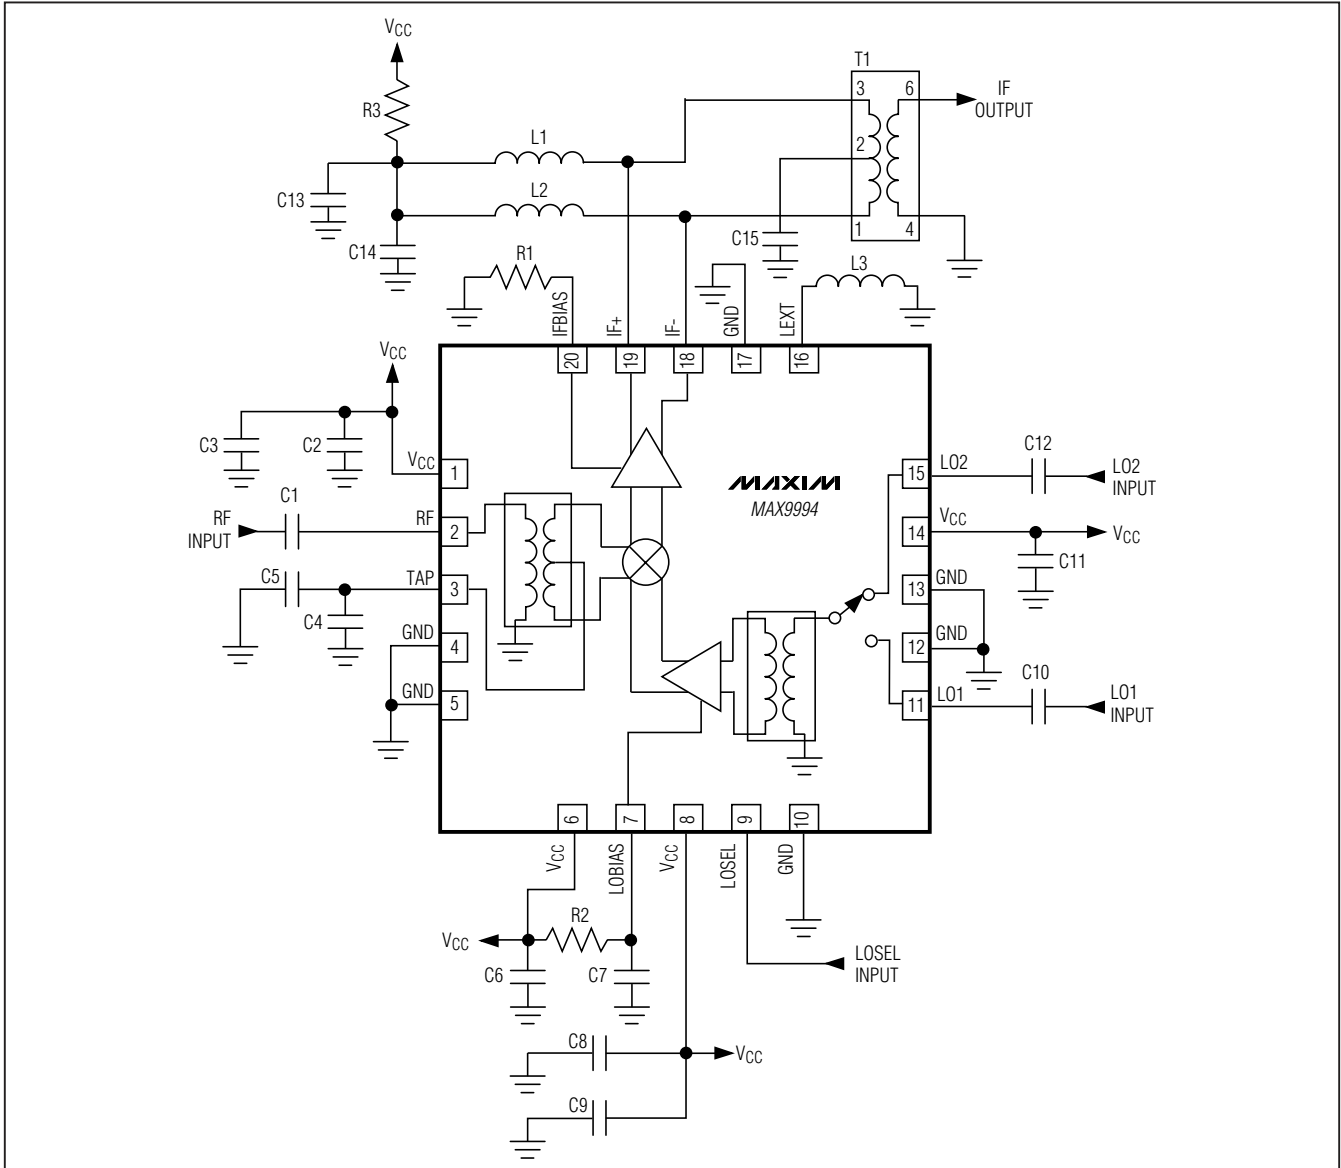 VCC
T1
R3
3
6
IF
OUTPUT
L1
2
L2
C13
1
4
C14
C15
R1
L3
IFBIAS
IF+
IF-
GND
LEXT
20
19
18
17
16
VCC
C3
C2
VCC
1
C1
RF
INPUT
RF
2
C5
TAP
3
C4
GND
4
GND
5
MAXIM
MAX9994
15
LO2
C12
LO2
INPUT
14
VCC
VCC
C11
13
GND
12
GND
C10
11
LO1
LO1
INPUT
6
7
8
9
10
VCC
LOBIAS
VCC
LOSEL
GND
VCC
R2
C6
C7
LOSEL
INPUT
C8
VCC
C9